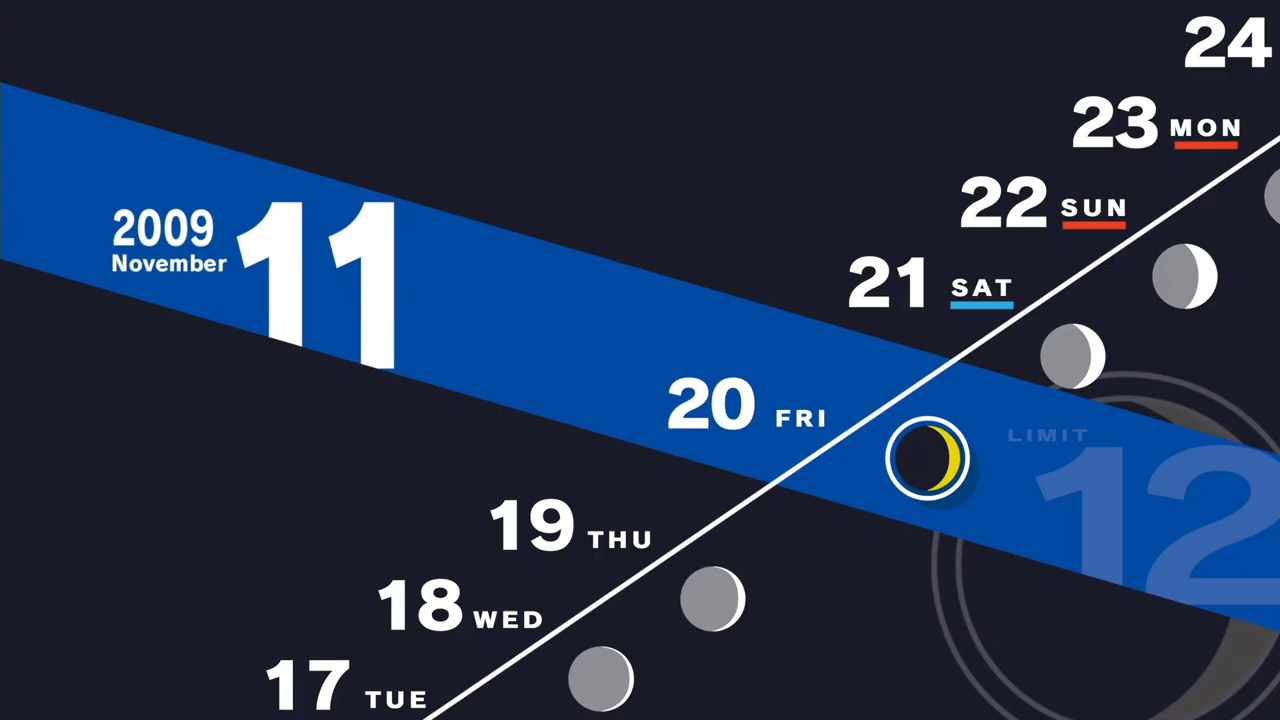 24
23 MON
22 SUN
2009
November
11
21 SAT
20 FRI
LIMIT
12
19 THU
18 WED
17 TUE